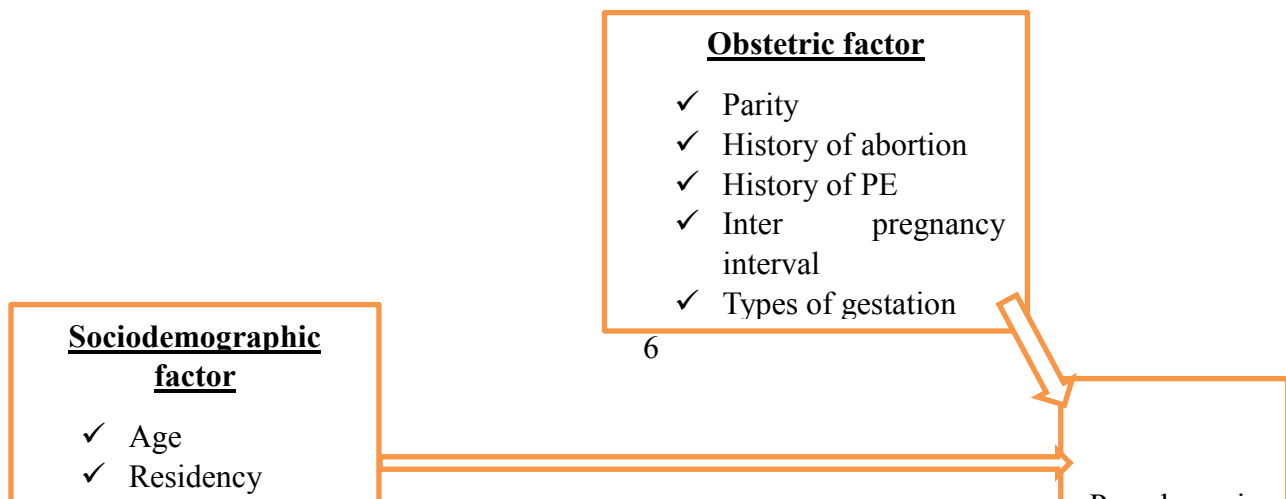 Obstetric factor
✓ Parity
✓ History of abortion
✓ History of PE
✓ Inter pregnancy
interval
✓ Types of gestation
6
Sociodemographic
factor
✓ Age
✓ Residency